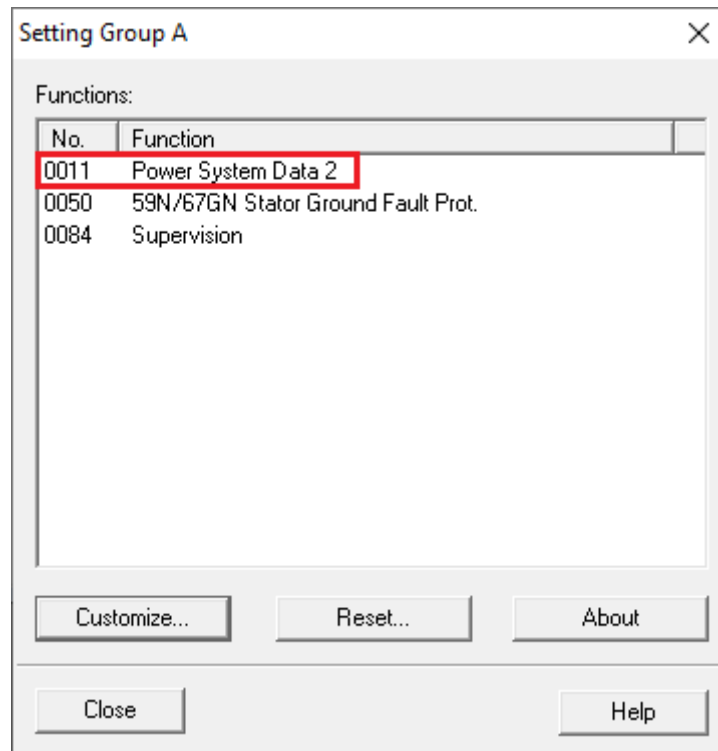 Setting Group A
Functions:
No. Function
0011 Power System Data 2
0050 59N/67GN Stator Ground Fault Prot.
0084 Supervision
Customize... Reset... About
Close Help